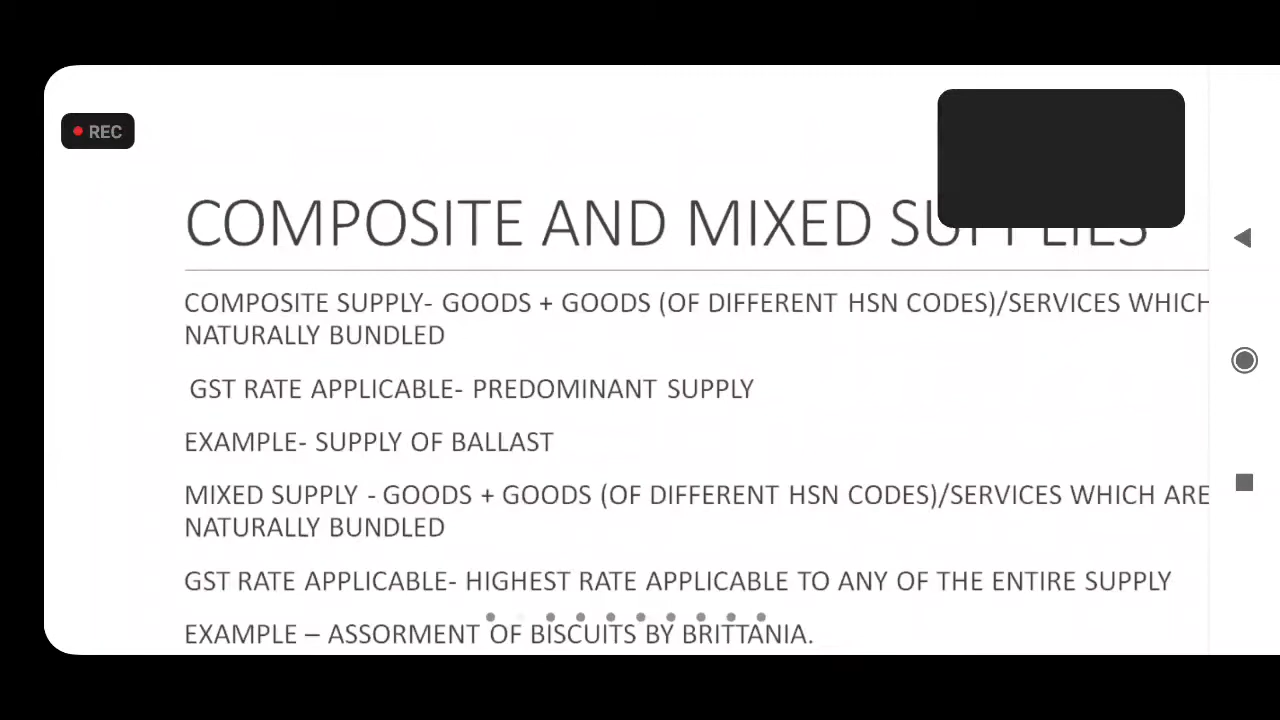 REC
COMPOSITE AND MIXED SUPPLIES
COMPOSITE SUPPLY- GOODS + GOODS (OF DIFFERENT HSN CODES)/SERVICES WHICH
NATURALLY BUNDLED
GST RATE APPLICABLE- PREDOMINANT SUPPLY
EXAMPLE- SUPPLY OF BALLAST
MIXED SUPPLY - GOODS + GOODS (OF DIFFERENT HSN CODES)/SERVICES WHICH ARE
NATURALLY BUNDLED
GST RATE APPLICABLE- HIGHEST RATE APPLICABLE TO ANY OF THE ENTIRE SUPPLY
EXAMPLE – ASSORMENT OF BISCUITS BY BRITTANIA.